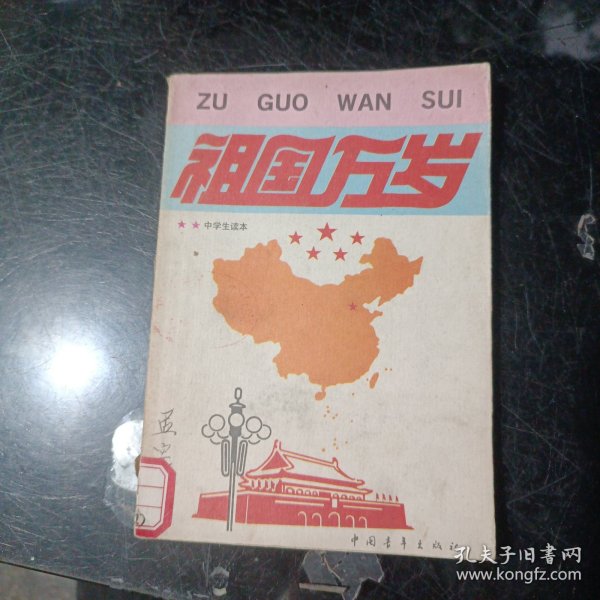 ZU GUO WAN SUI
祖国万岁
★ ★ 中学生读本
孟
中国青年出版社
孔夫子旧书网
www.kongfz.com